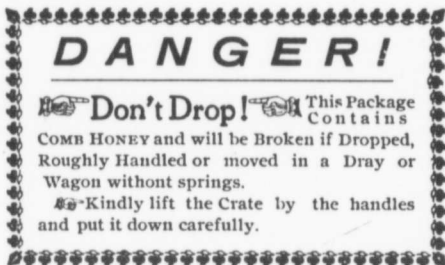 DANGER!
Don't Drop! This Package Contains
COMB HONEY and will be Broken if Dropped,
Roughly Handled or moved in a Dray or
Wagon without springs.
Kindly lift the Crate by the handles
and put it down carefully.